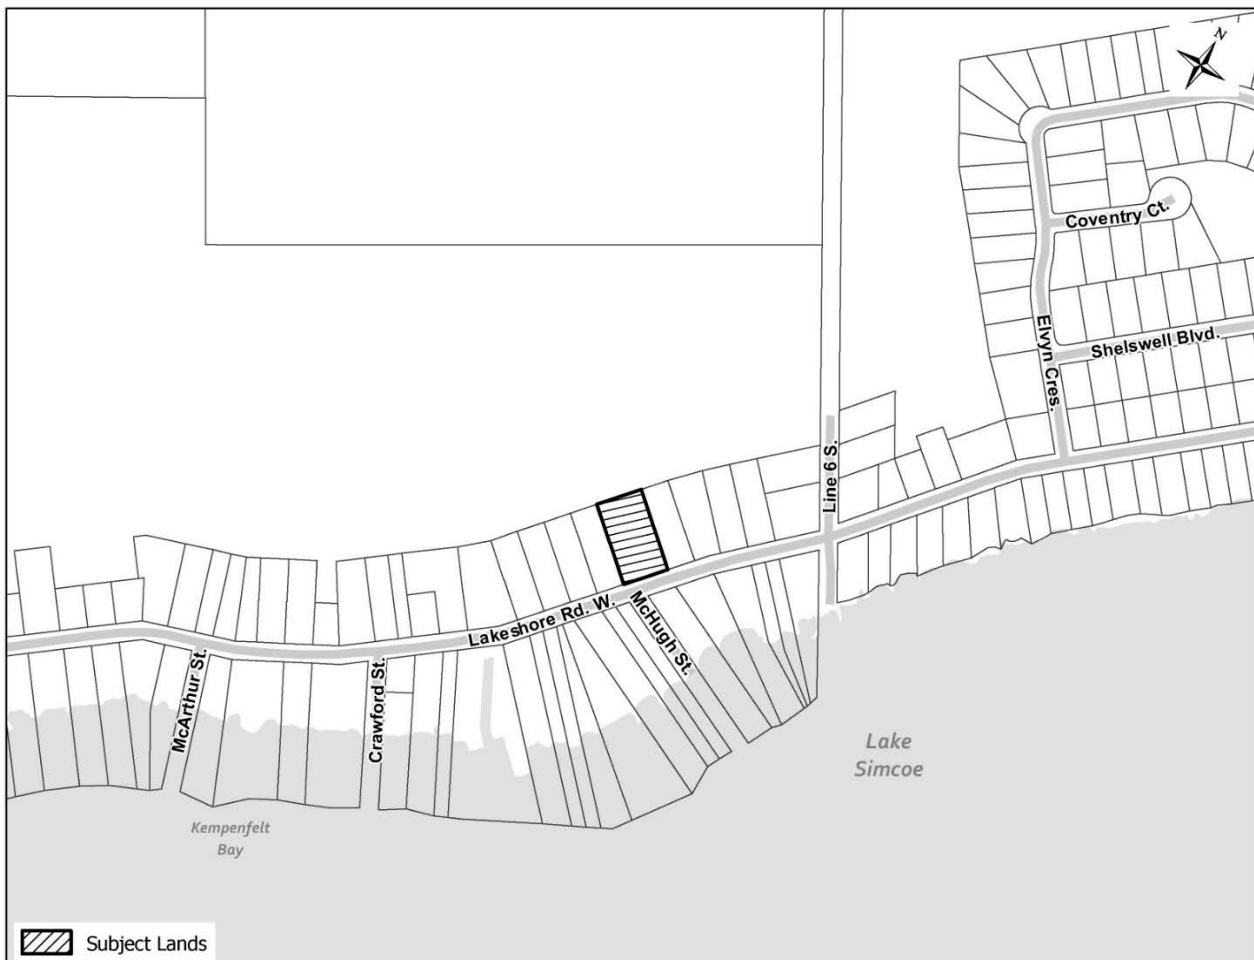 N
Coventry Ct.
Elvyn Cres.
Shelswell Blvd.
Line 6 S.
Lakeshore Rd. W.
McHugh St.
McArthur St.
Crawford St.
Lake
Simcoe
Kempenfelt
Bay
Subject Lands